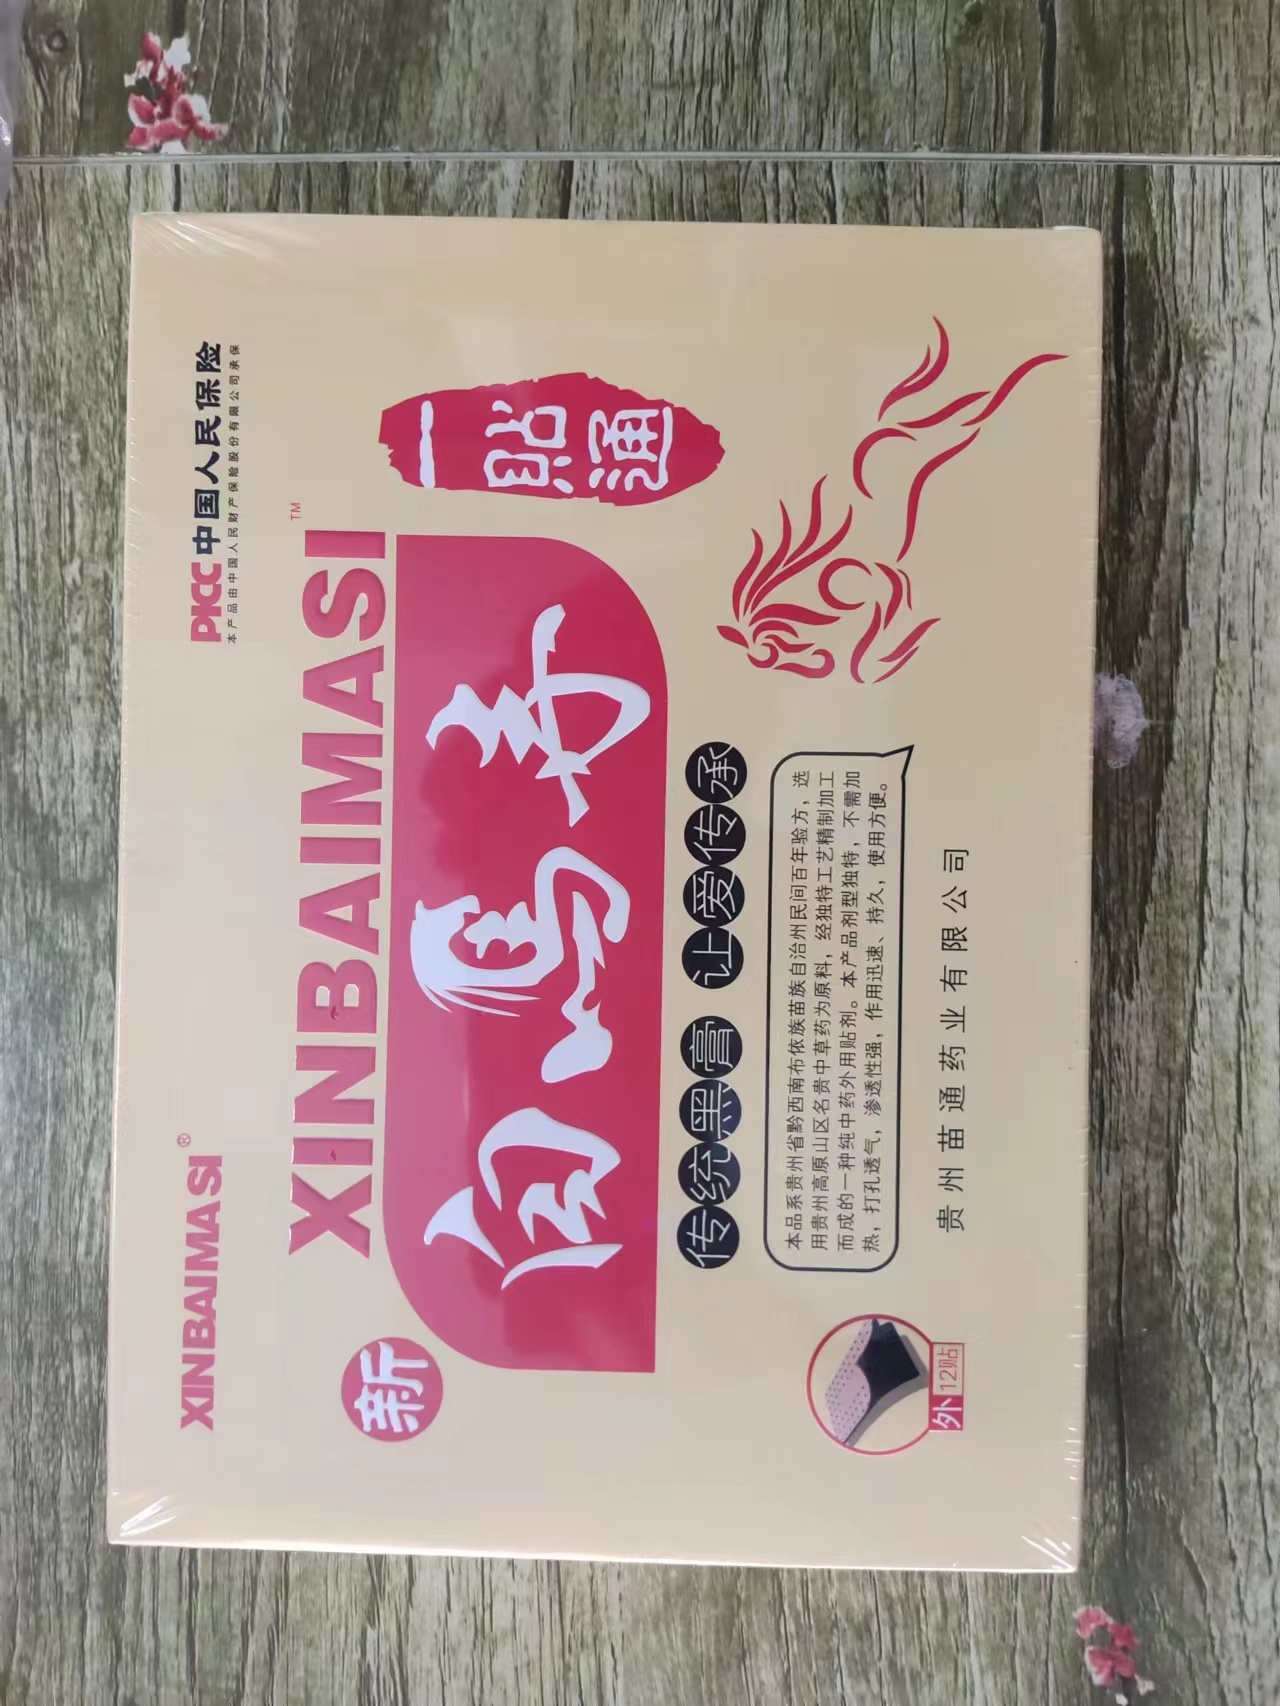 XINBAIMASI®
PICC中国人民保险
本产品由中国人民财产保险股份有限公司承保
XINBAIMASI™
新
白马寺
一贴通
传统黑膏 让爱传承
本品系贵州省黔西南布依族苗族自治州民间百年验方，选
用贵州高原山区名贵中草药为原料，经独特工艺精制加工
而成的一种纯中药外用贴剂。本产品剂型独特，不需加
热，打孔透气，渗透性强，作用迅速、持久，使用方便。
外 12贴
贵州苗通药业有限公司